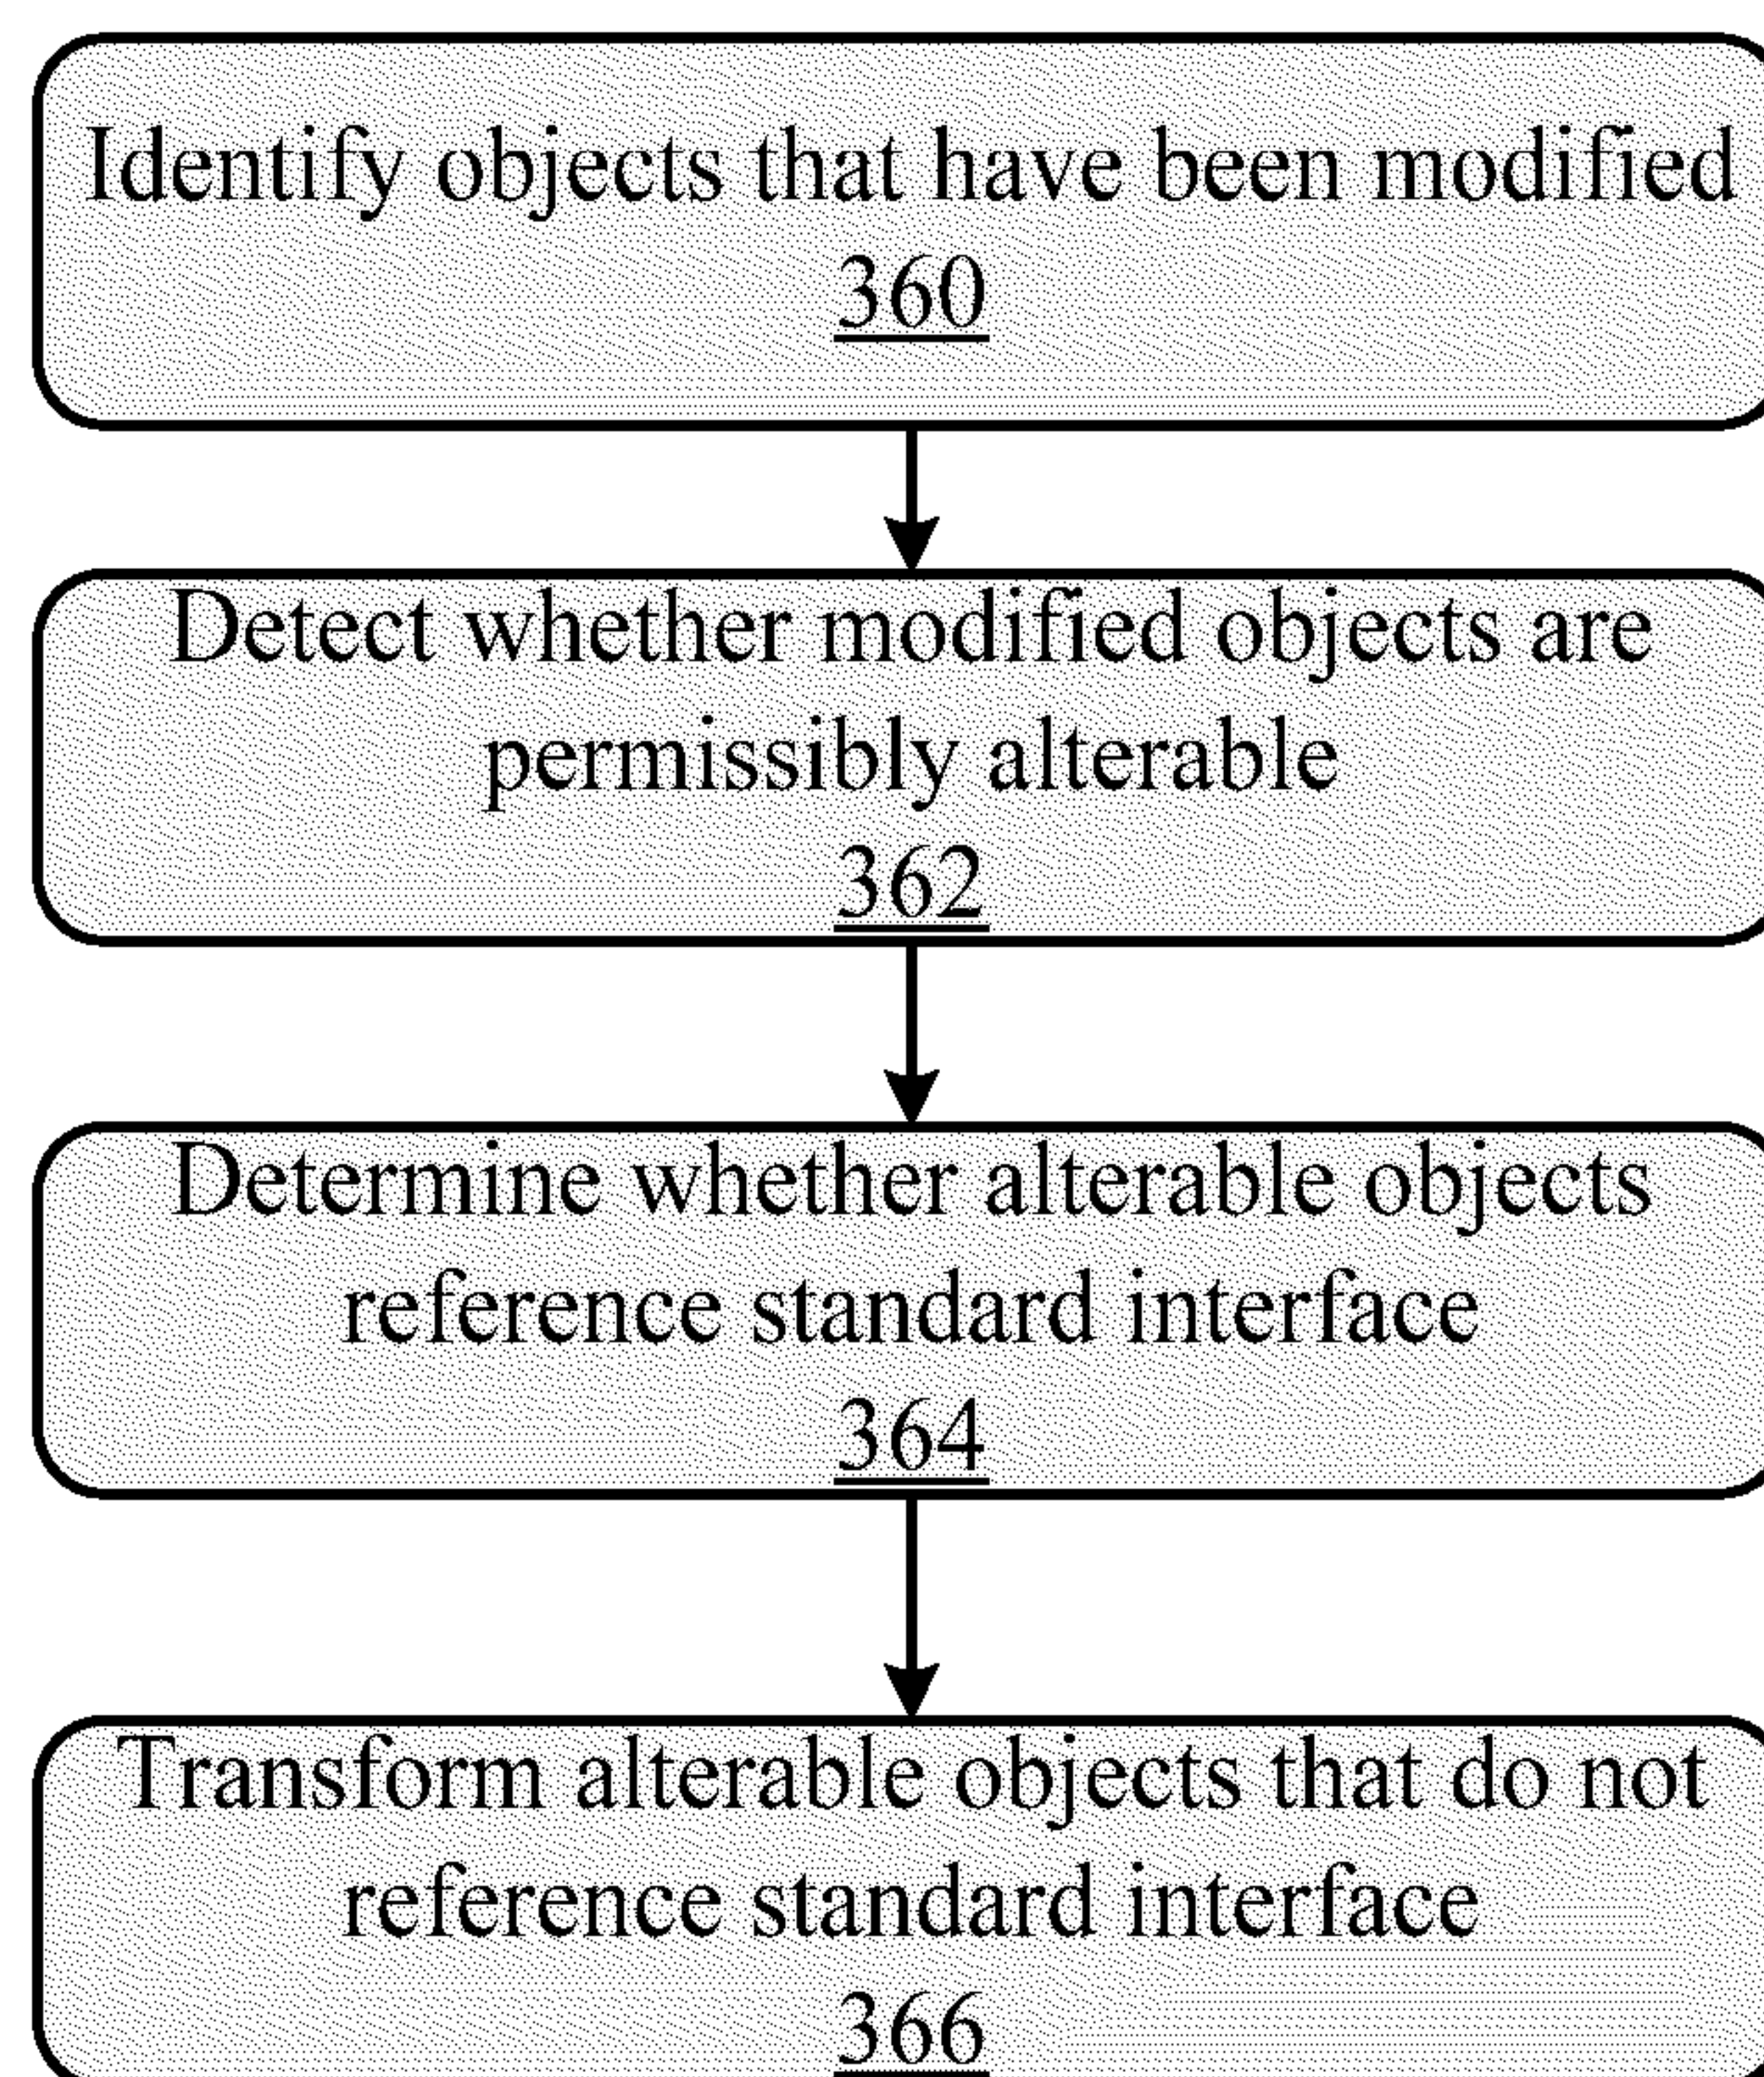 Identify objects that have been modified
360
Detect whether modified objects are
permissibly alterable
362
Determine whether alterable objects
reference standard interface
364
Transform alterable objects that do not
reference standard interface
366